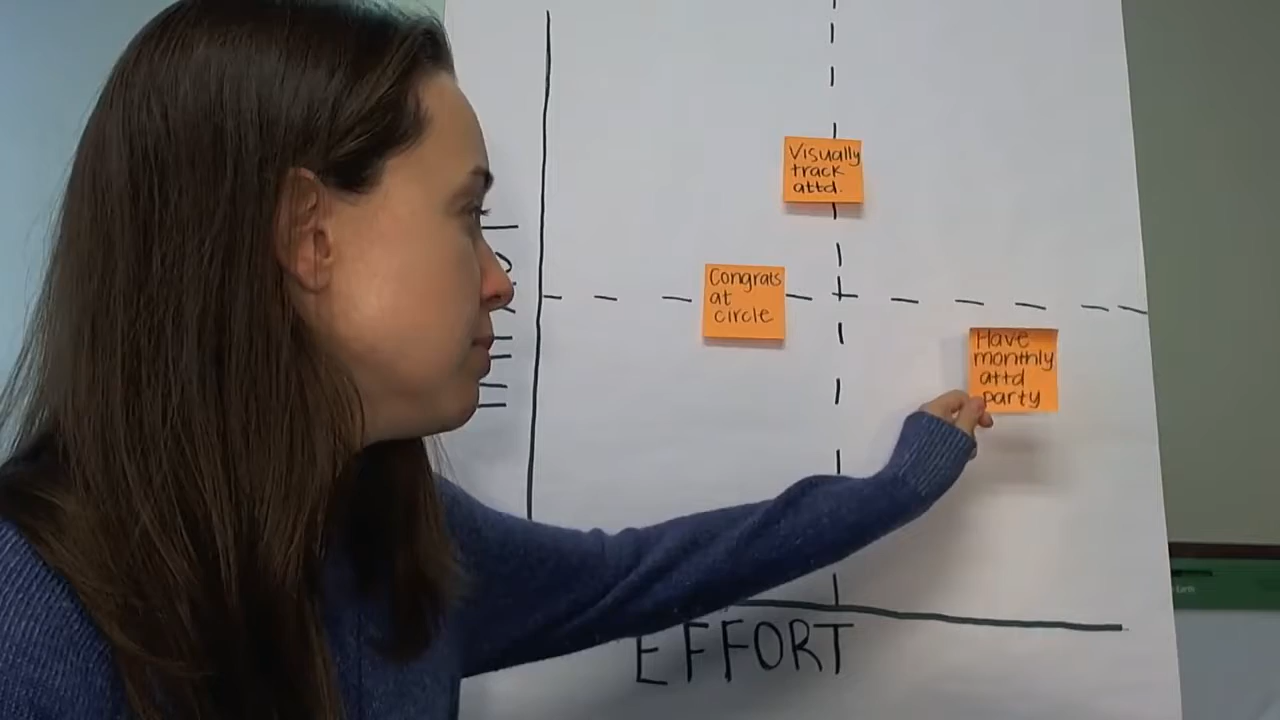 Visually
track
attd.
Congrats
at
circle
Have
monthly
attd
party
EFFORT